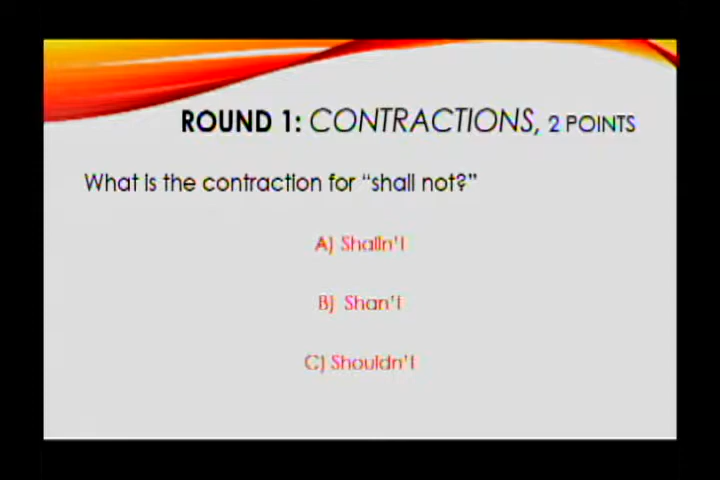 ROUND 1: CONTRACTIONS, 2 POINTS
What is the contraction for “shall not?”
A) Shalln't
B) Shan't
C) Shouldn't